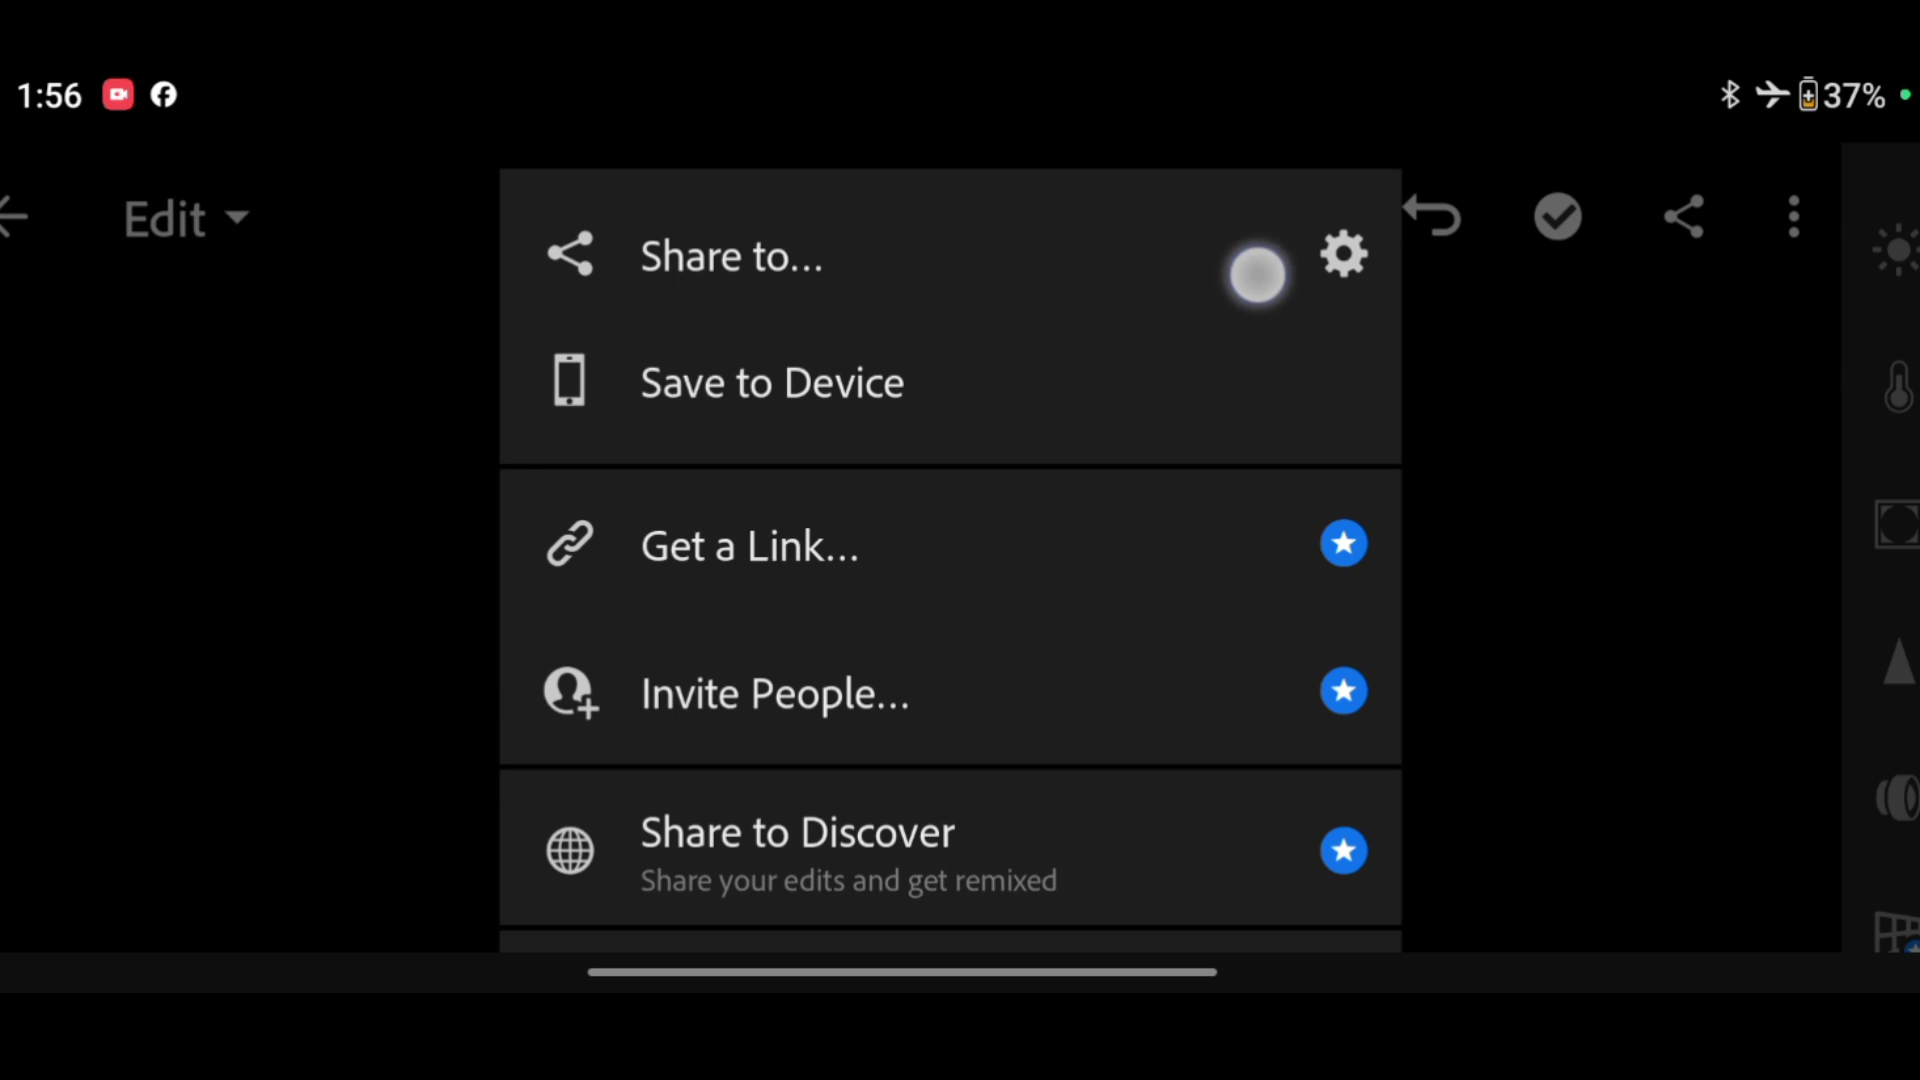 1:56
37%
Edit
Share to...
Save to Device
Get a Link...
Invite People...
Share to Discover
Share your edits and get remixed